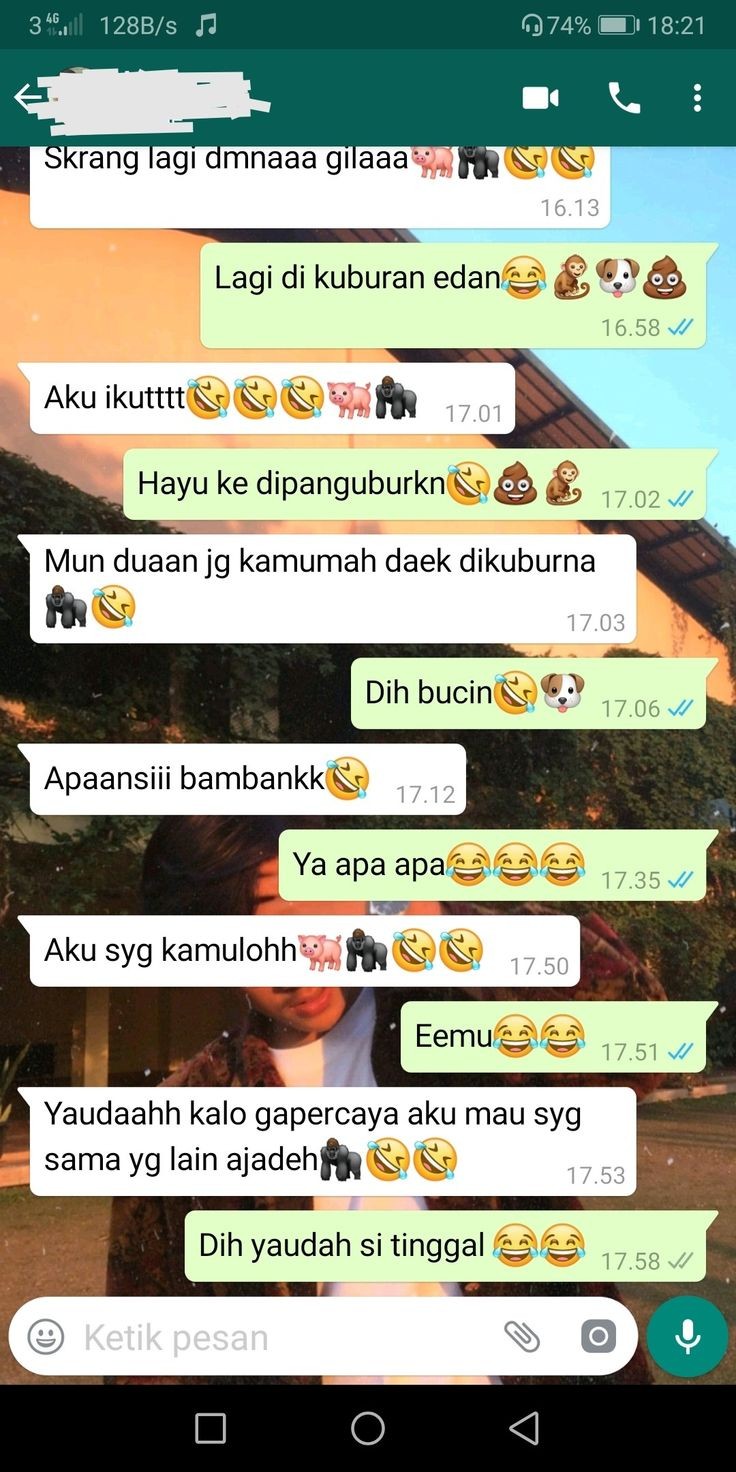 3 4G 128B/s 74% 18:21
Skrang lagi dmnaaa gilaaa🐖🦍🤣🤣
16.13
Lagi di kuburan edan😂🐒🐶💩
16.58
Aku ikutttt🤣🤣🤣🐖🦍 17.01
Hayu ke dipanguburkn🤣💩🐒 17.02
Mun duaan jg kamumah daek dikuburna
🦍🤣 17.03
Dih bucin🤣🐶 17.06
Apaansiii bambankk🤣 17.12
Ya apa apa😂😂😂 17.35
Aku syg kamulohh🐖🦍🤣🤣 17.50
Eemu😂😂 17.51
Yaudaahh kalo gapercaya aku mau syg
sama yg lain ajadeh🦍🤣🤣 17.53
Dih yaudah si tinggal 😂😂 17.58
Ketik pesan